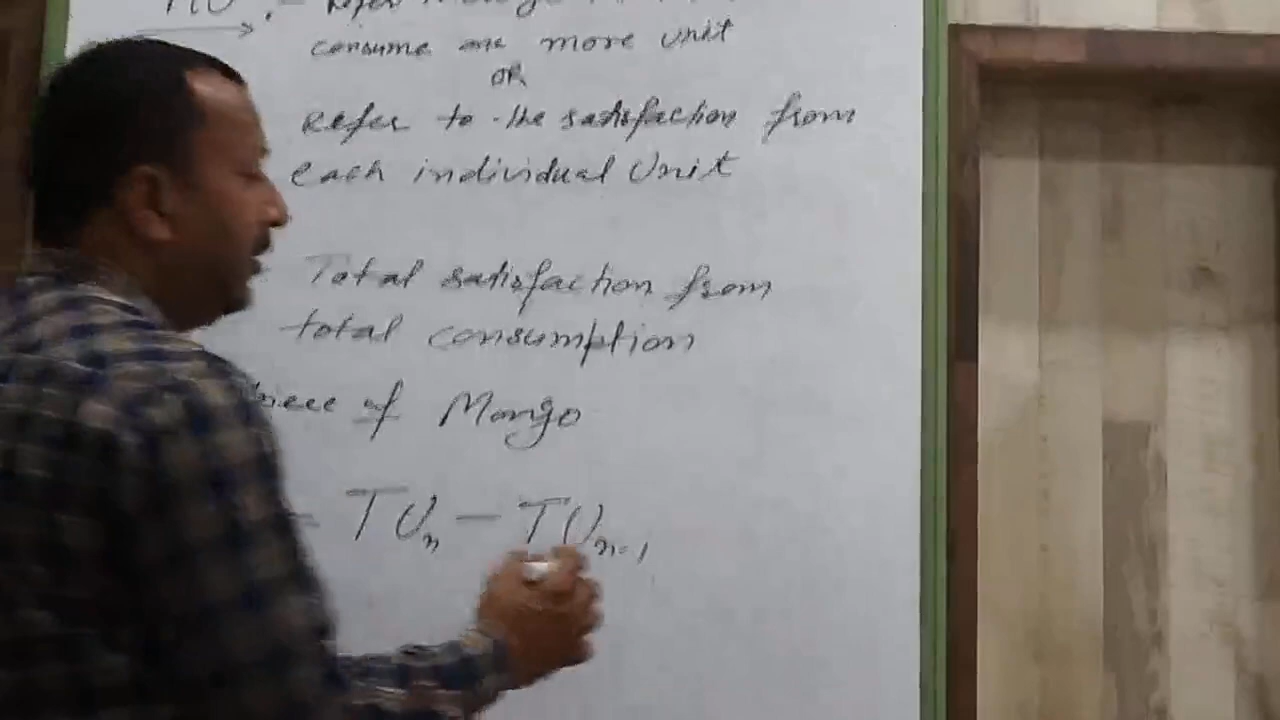 consume one more unit
OR
Refer to the satisfaction from
each individual Unit
Total satisfaction from
total consumption
of Mango
- TUn - TUn-1